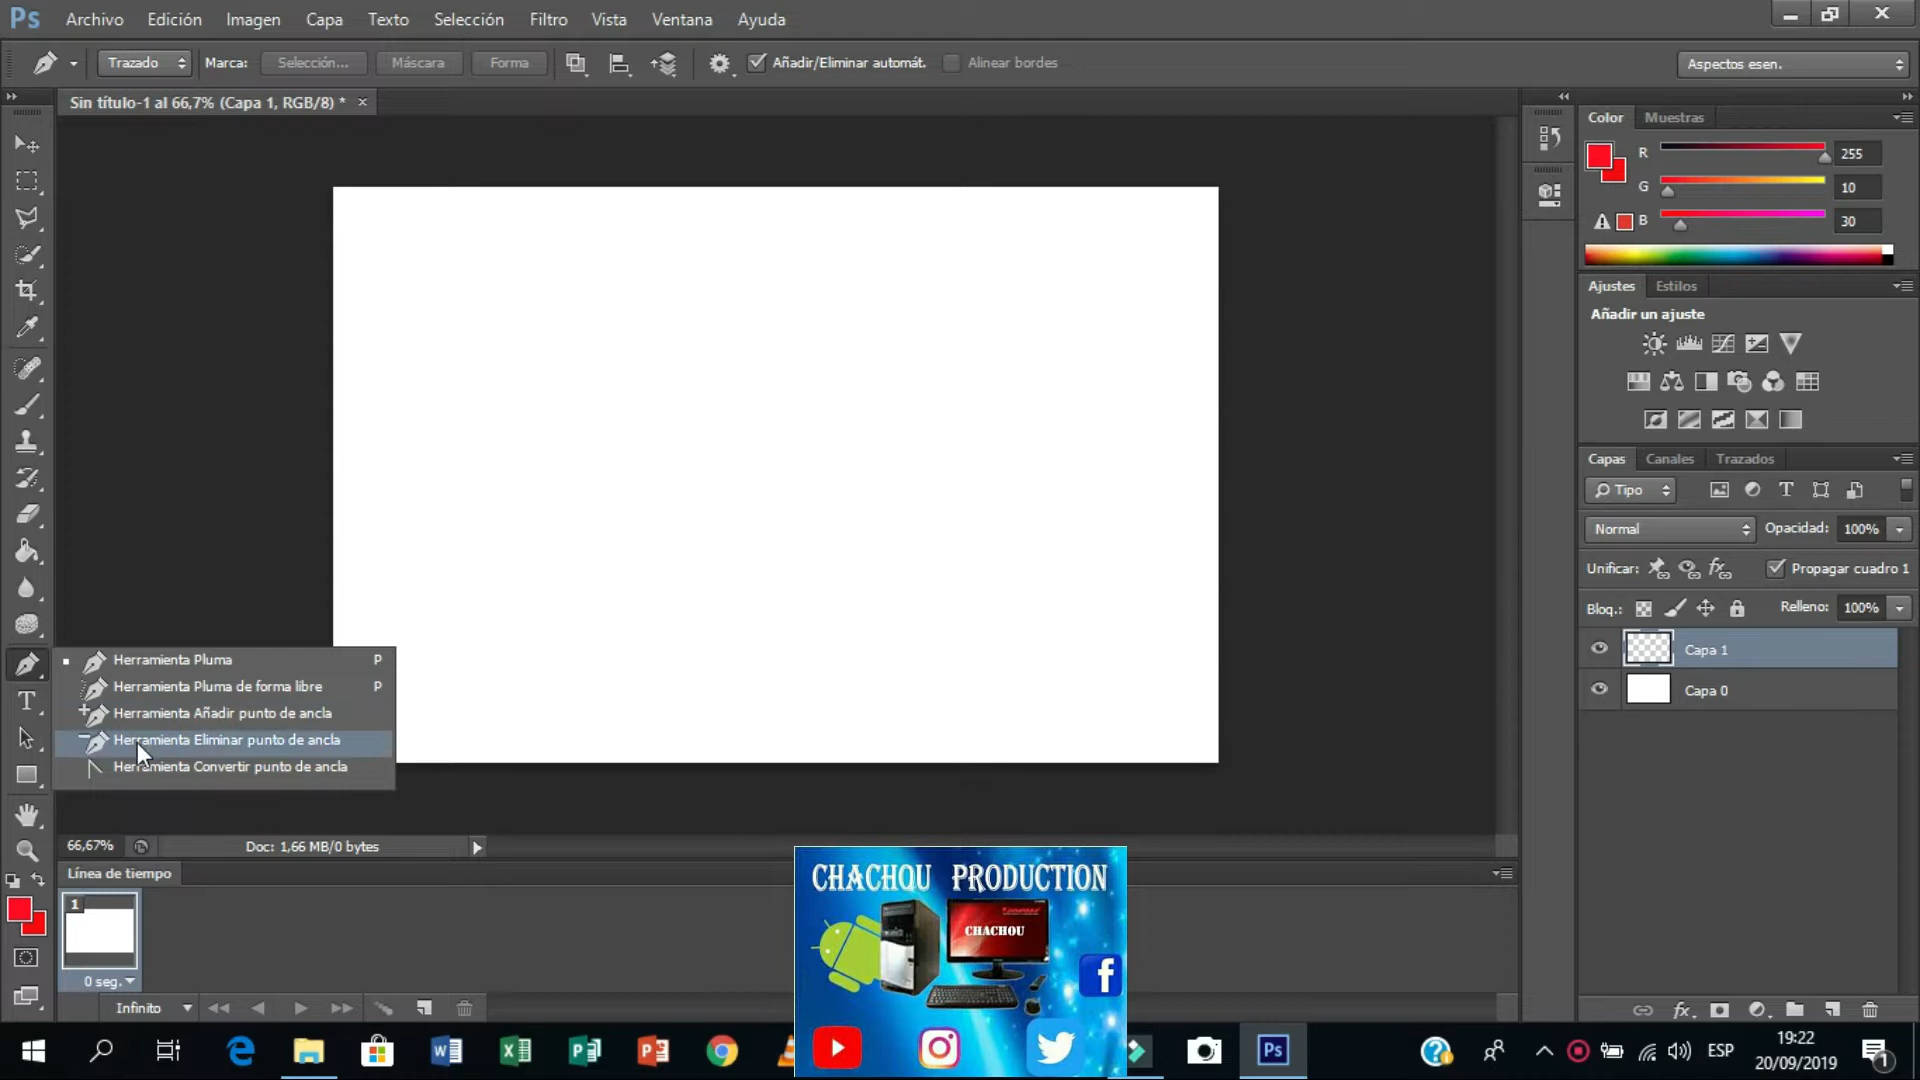 Ps Archivo Edición Imagen Capa Texto Selección Filtro Vista Ventana Ayuda
Trazado Marca: Selección... Máscara Forma Añadir/Eliminar automát. Alinear bordes Aspectos esen.
Sin título-1 al 66,7% (Capa 1, RGB/8) *
Color Muestras
R 255
G 10
B 30
Ajustes Estilos
Añadir un ajuste
Capas Canales Trazados
Tipo
Normal Opacidad: 100%
Unificar: Propagar cuadro 1
Bloq.: Relleno: 100%
Capa 1
Capa 0
Herramienta Pluma P
Herramienta Pluma de forma libre P
Herramienta Añadir punto de ancla
Herramienta Eliminar punto de ancla
Herramienta Convertir punto de ancla
66,67% Doc: 1,66 MB/0 bytes
Línea de tiempo
1
0 seg.
Infinito
CHACHOU PRODUCTION
CHACHOU
ESP
19:22
20/09/2019
1
Ps